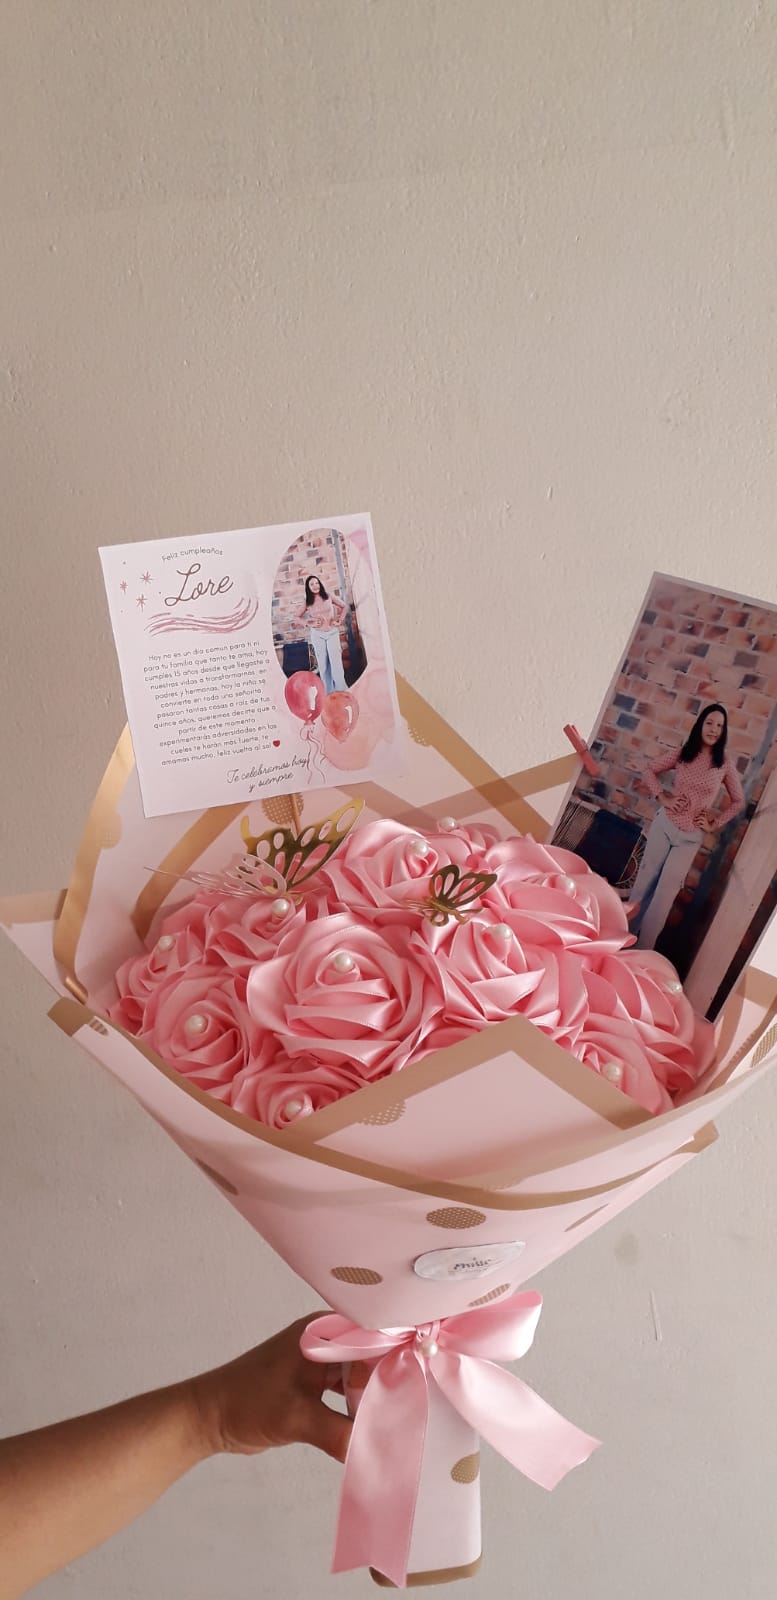 Feliz cumpleaños
Lore
Hoy no es un día común para ti ni
para tu familia que tanto te ama, hoy
cumples 15 años desde que llegaste a
nuestras vidas a transformarnos en
padres y hermanas, hoy la niña se
convierte en toda una señorita
pasaron tantas cosas a raíz de tus
quince años, queremos decirte que a
partir de este momento
experimentarás adversidades en las
cueles te harán más fuerte, te
amamas mucho, feliz vuelta al sol
Te celebramos hoy
y siempre